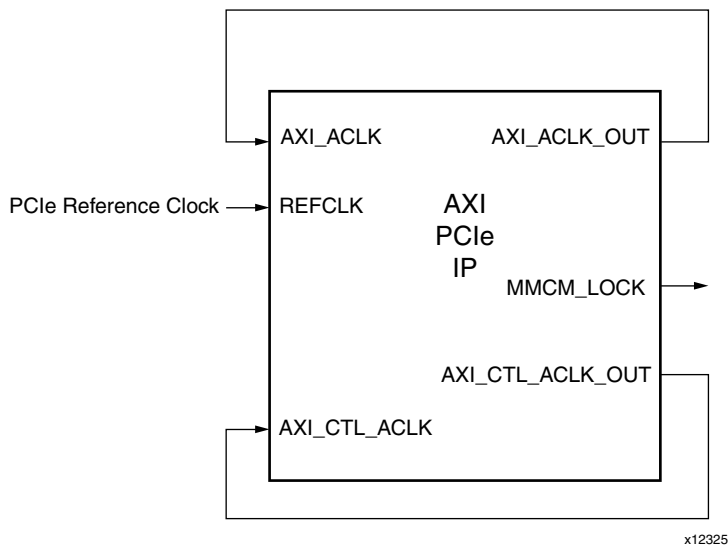 AXI_ACLK
AXI_ACLK_OUT
PCIe Reference Clock
REFCLK
AXI
PCIe
IP
MMCM_LOCK
AXI_CTL_ACLK_OUT
AXI_CTL_ACLK
x12325